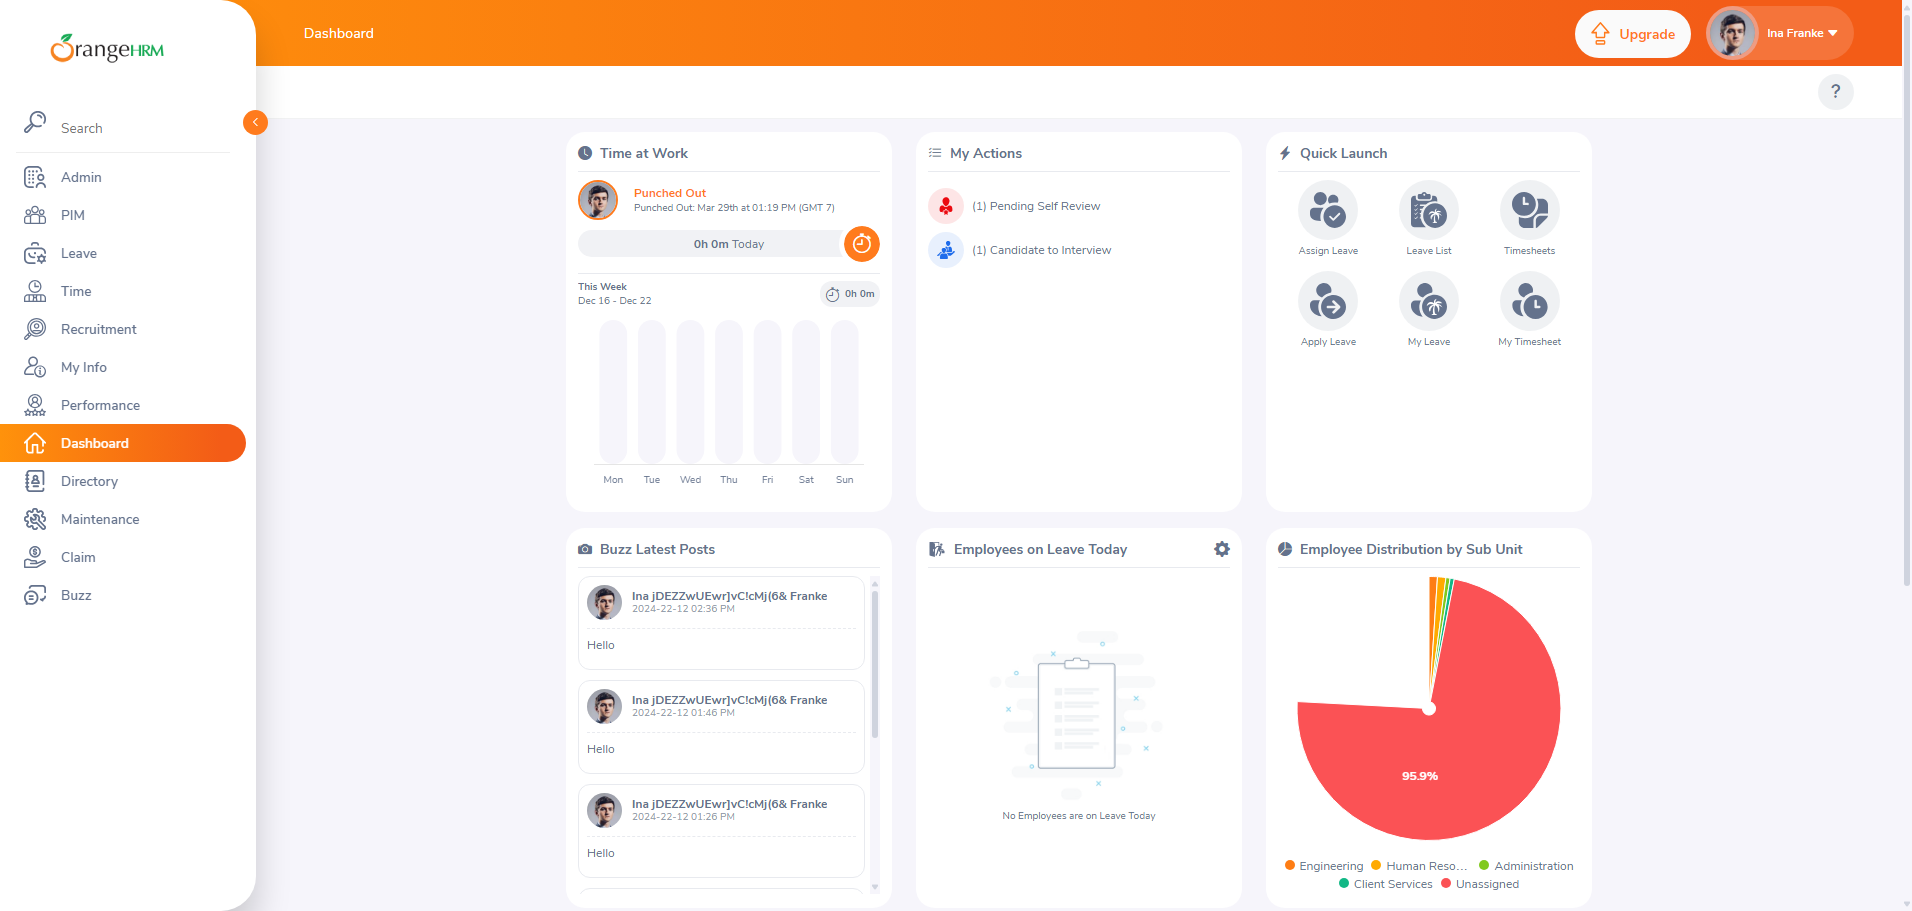 OrangeHRM
Dashboard
Upgrade
Ina Franke
?
Search
Admin
PIM
Leave
Time
Recruitment
My Info
Performance
Dashboard
Directory
Maintenance
Claim
Buzz
Time at Work
Punched Out
Punched Out: Mar 29th at 01:19 PM (GMT 7)
0h 0m Today
This Week
Dec 16 - Dec 22
0h 0m
Mon Tue Wed Thu Fri Sat Sun
My Actions
(1) Pending Self Review
(1) Candidate to Interview
Quick Launch
Assign Leave Leave List Timesheets
Apply Leave My Leave My Timesheet
Buzz Latest Posts
Ina jDEZZwUEwr]vC!cMj(6& Franke
2024-22-12 02:36 PM
Hello
Ina jDEZZwUEwr]vC!cMj(6& Franke
2024-22-12 01:46 PM
Hello
Ina jDEZZwUEwr]vC!cMj(6& Franke
2024-22-12 01:26 PM
Hello
Employees on Leave Today
No Employees are on Leave Today
Employee Distribution by Sub Unit
95.9%
Engineering Human Reso... Administration
Client Services Unassigned